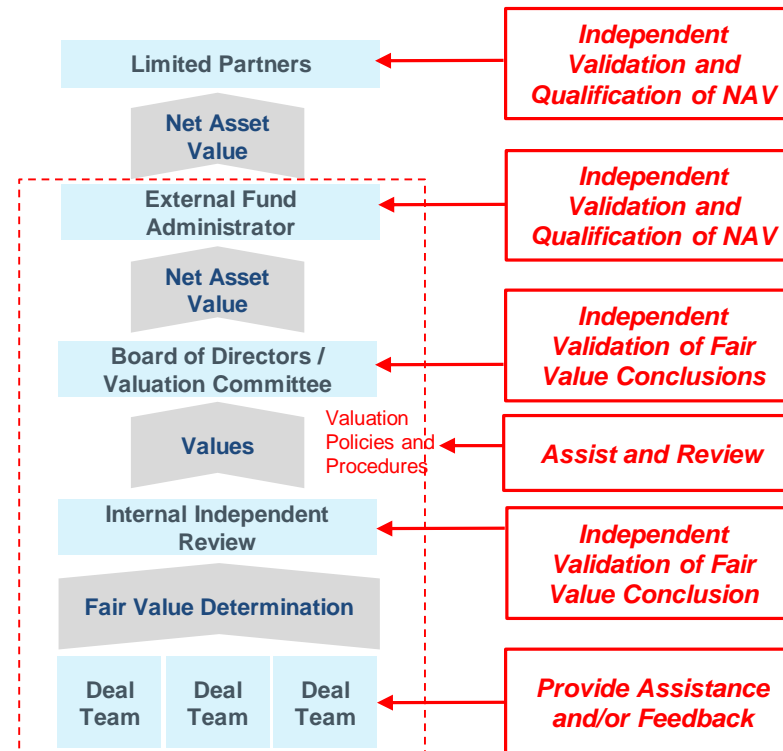 Limited Partners
Independent
Validation and
Qualification of NAV
Net Asset
Value
External Fund
Administrator
Independent
Validation and
Qualification of NAV
Net Asset
Value
Board of Directors /
Valuation Committee
Independent
Validation of Fair
Value Conclusions
Values
Valuation
Policies and
Procedures
Assist and Review
Internal Independent
Review
Independent
Validation of Fair
Value Conclusion
Fair Value Determination
Deal
Team
Deal
Team
Deal
Team
Provide Assistance
and/or Feedback